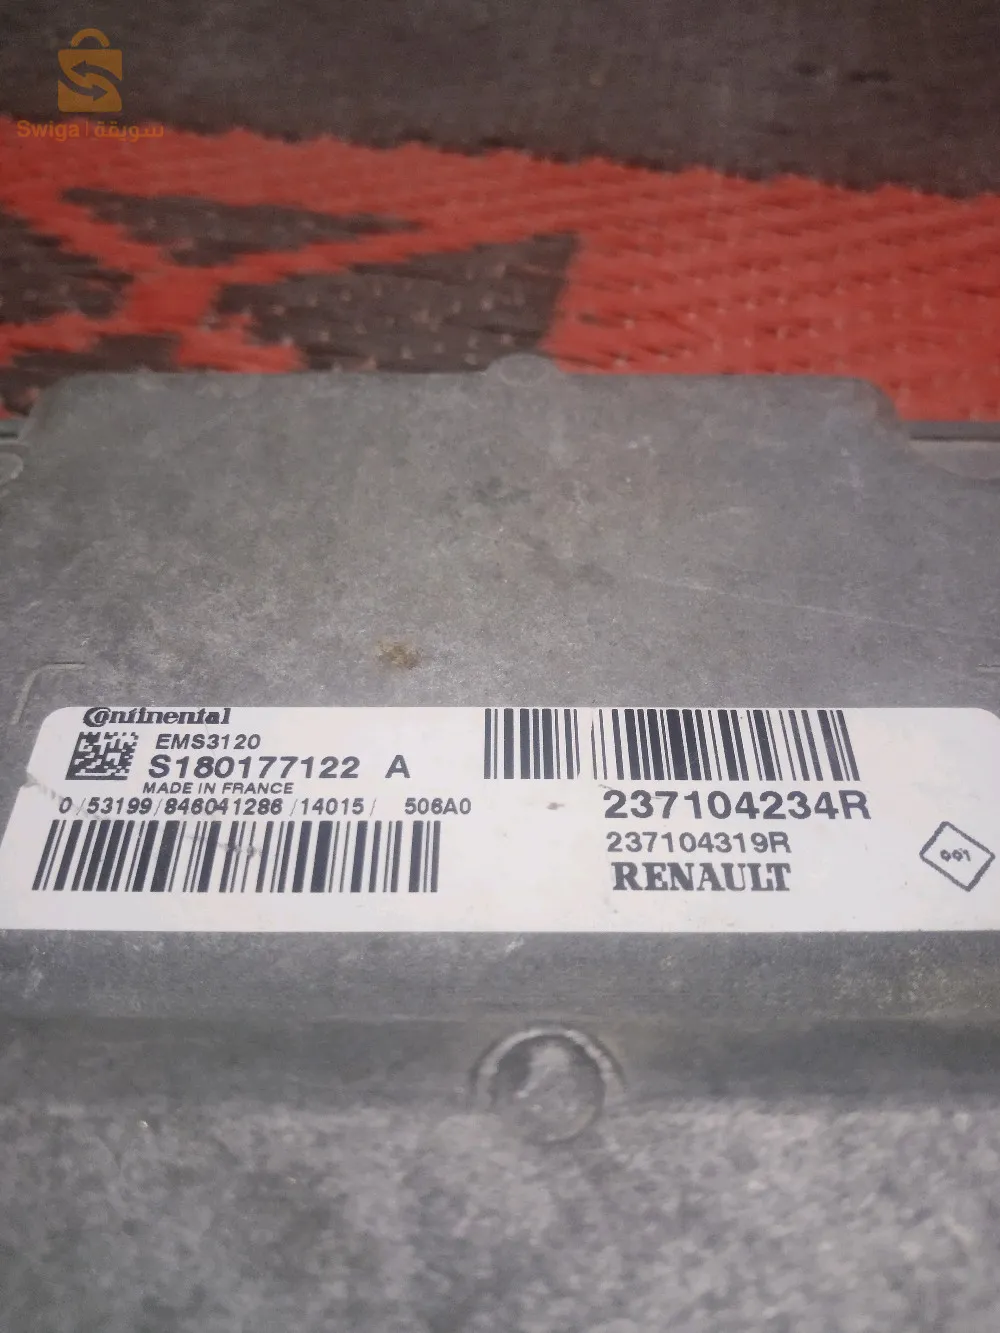 Swiga | سويقة
Continental
EMS3120
S180177122 A
MADE IN FRANCE
0/53199/846041286/14015/ 506A0
237104234R
237104319R
RENAULT